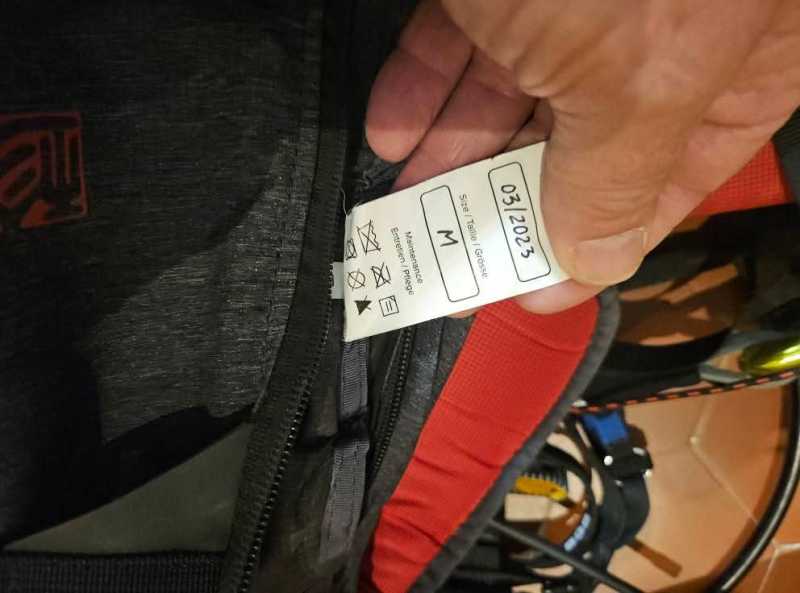 03/2023
Size / Taille / Grösse
M
Maintenance
Entretien / Pflege